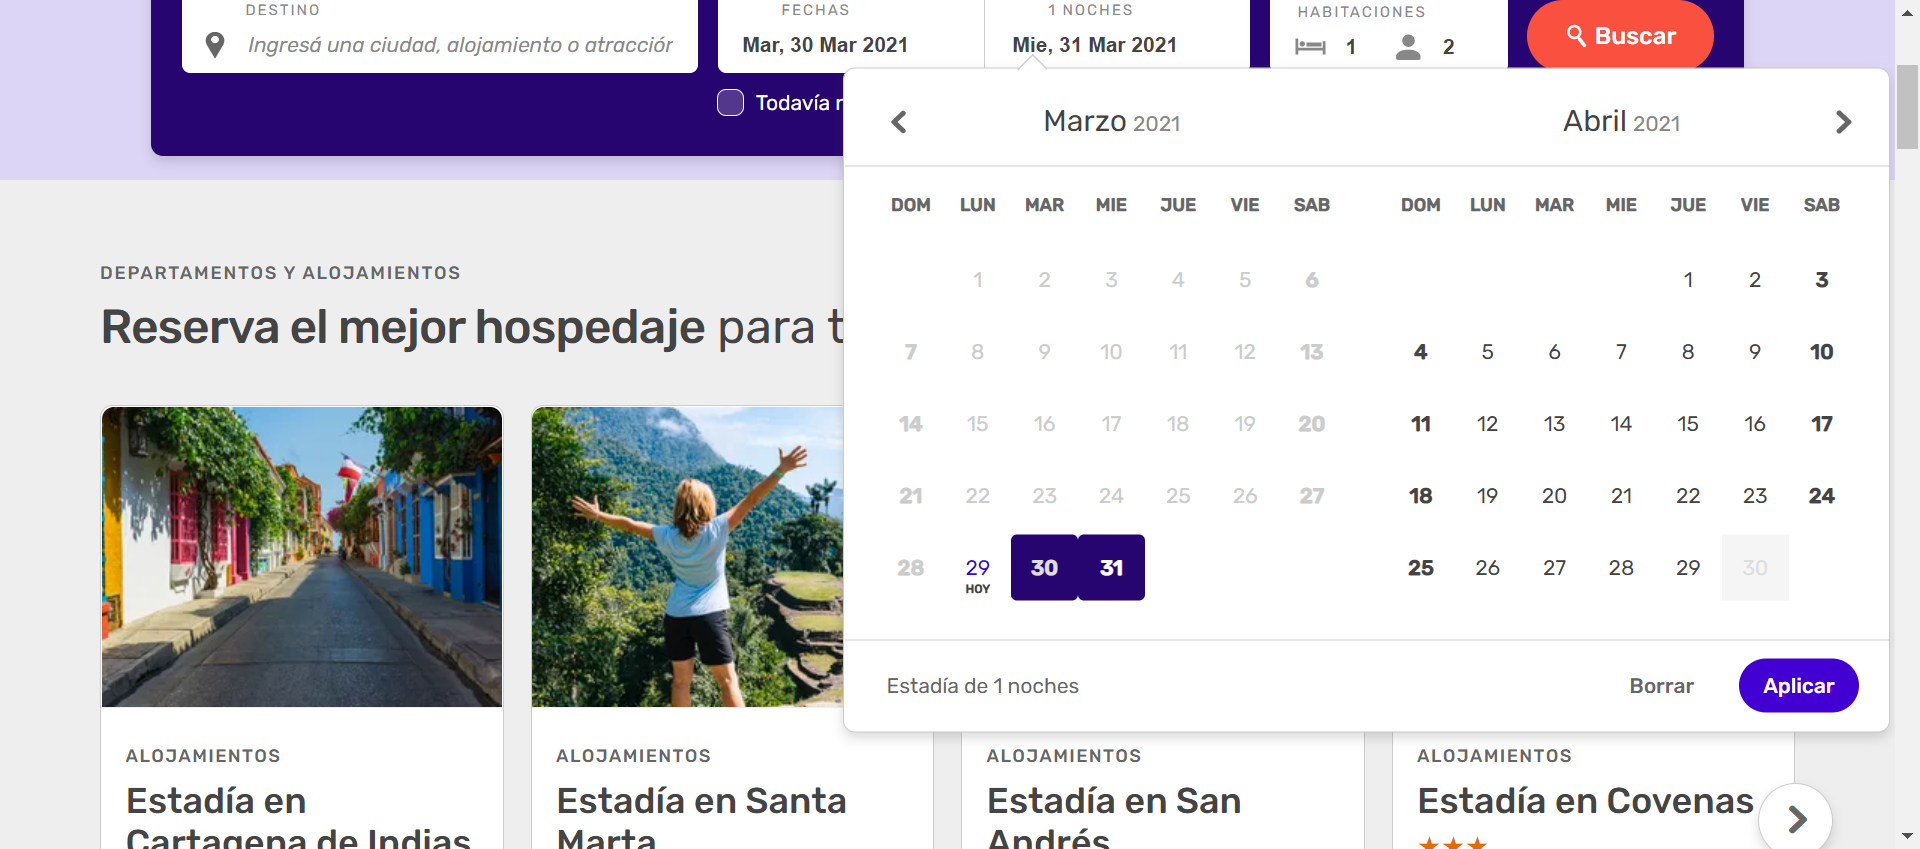 DESTINO
FECHAS
1 NOCHES
HABITACIONES
Ingresá una ciudad, alojamiento o atracción
Mar, 30 Mar 2021
Mie, 31 Mar 2021
1
2
Buscar
Todavía
Marzo 2021
Abril 2021
DOM LUN MAR MIE JUE VIE SAB
1 2 3 4 5 6
7 8 9 10 11 12 13
14 15 16 17 18 19 20
21 22 23 24 25 26 27
28 29 30 31
HOY
DOM LUN MAR MIE JUE VIE SAB
1 2 3
4 5 6 7 8 9 10
11 12 13 14 15 16 17
18 19 20 21 22 23 24
25 26 27 28 29 30
Estadía de 1 noches
Borrar
Aplicar
DEPARTAMENTOS Y ALOJAMIENTOS
Reserva el mejor hospedaje para
ALOJAMIENTOS
Estadía en
Cartagena de Indias
ALOJAMIENTOS
Estadía en Santa
Marta
ALOJAMIENTOS
Estadía en San
Andrés
ALOJAMIENTOS
Estadía en Covenas